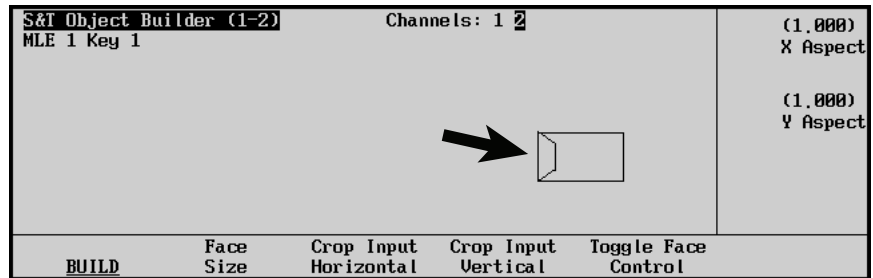 S&T Object Builder (1-2)
Channels: 1 2
MLE 1 Key 1
(1.000)
X Aspect
(1.000)
Y Aspect
BUILD
Face
Size
Crop Input
Horizontal
Crop Input
Vertical
Toggle Face
Control